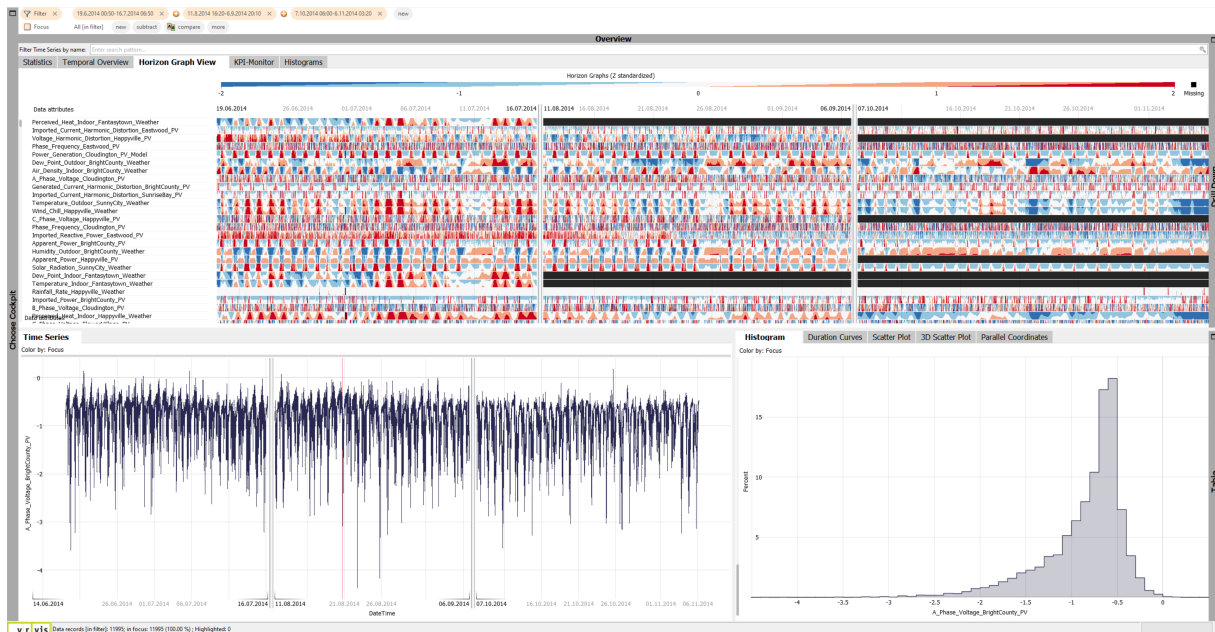 Filter × 19.6.2014 00:50-16.7.2014 06:50 × 11.8.2014 16:20-6.9.2014 20:10 × 7.10.2014 06:00-6.11.2014 03:20 × new
Focus All [in filter] new subtract compare more
Overview
Filter Time Series by name: Enter search pattern...
Statistics Temporal Overview Horizon Graph View KPI-Monitor Histograms
Horizon Graphs (Z standardized)
-2 -1 0 1 2 Missing
Data attributes 19.06.2014 26.06.2014 01.07.2014 06.07.2014 11.07.2014 16.07.2014 11.08.2014 16.08.2014 21.08.2014 26.08.2014 01.09.2014 06.09.2014 07.10.2014 16.10.2014 21.10.2014 26.10.2014 01.11.2014
Perceived_Heat_Indoor_Fantasytown_Weather
Imported_Current_Harmonic_Distortion_Eastwood_PV
Voltage_Harmonic_Distortion_Happyville_PV
Phase_Frequency_Eastwood_PV
Power_Generation_Cloudington_PV_Model
Dew_Point_Outdoor_BrightCounty_Weather
Air_Density_Indoor_BrightCounty_Weather
A_Phase_Voltage_Cloudington_PV
Generated_Current_Harmonic_Distortion_BrightCounty_PV
Imported_Current_Harmonic_Distortion_SunriseBay_PV
Temperature_Outdoor_SunnyCity_Weather
Wind_Chill_Happyville_Weather
C_Phase_Voltage_Happyville_PV
Phase_Frequency_Cloudington_PV
Imported_Reactive_Power_Eastwood_PV
Apparent_Power_BrightCounty_PV
Humidity_Outdoor_BrightCounty_Weather
Apparent_Power_Happyville_PV
Solar_Radiation_SunnyCity_Weather
Dew_Point_Indoor_Fantasytown_Weather
Temperature_Indoor_Fantasytown_Weather
Rainfall_Rate_Happyville_Weather
Imported_Power_BrightCounty_PV
B_Phase_Voltage_Cloudington_PV
Heat_Indoor_Happyville_Weather
Chose Cockpit
Drill Down
Time Series
Color by: Focus
0
-1
-2
-3
-4
A_Phase_Voltage_BrightCounty_PV
14.06.2014 26.06.2014 01.07.2014 06.07.2014 16.07.2014 11.08.2014 21.08.2014 26.08.2014 06.09.2014 07.10.2014 16.10.2014 21.10.2014 26.10.2014 01.11.2014 06.11.2014
DateTime
Histogram Duration Curves Scatter Plot 3D Scatter Plot Parallel Coordinates
Color by: Focus
15
10
5
Percent
-4 -3.5 -3 -2.5 -2 -1.5 -1 -0.5 0
A_Phase_Voltage_BrightCounty_PV
Table
vrvis Data records [in filter]: 11995; in focus: 11995 (100.00 %) ; Highlighted: 0